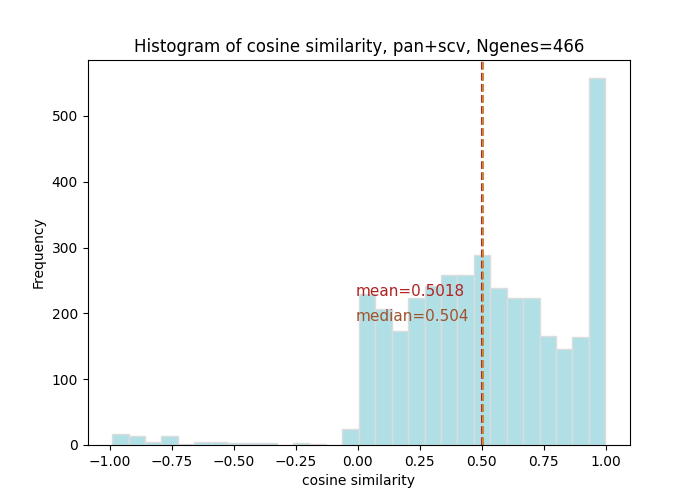 Histogram of cosine similarity, pan+scv, Ngenes=466
Frequency
500
400
300
200
100
0
mean=0.5018
median=0.504
−1.00 −0.75 −0.50 −0.25 0.00 0.25 0.50 0.75 1.00
cosine similarity